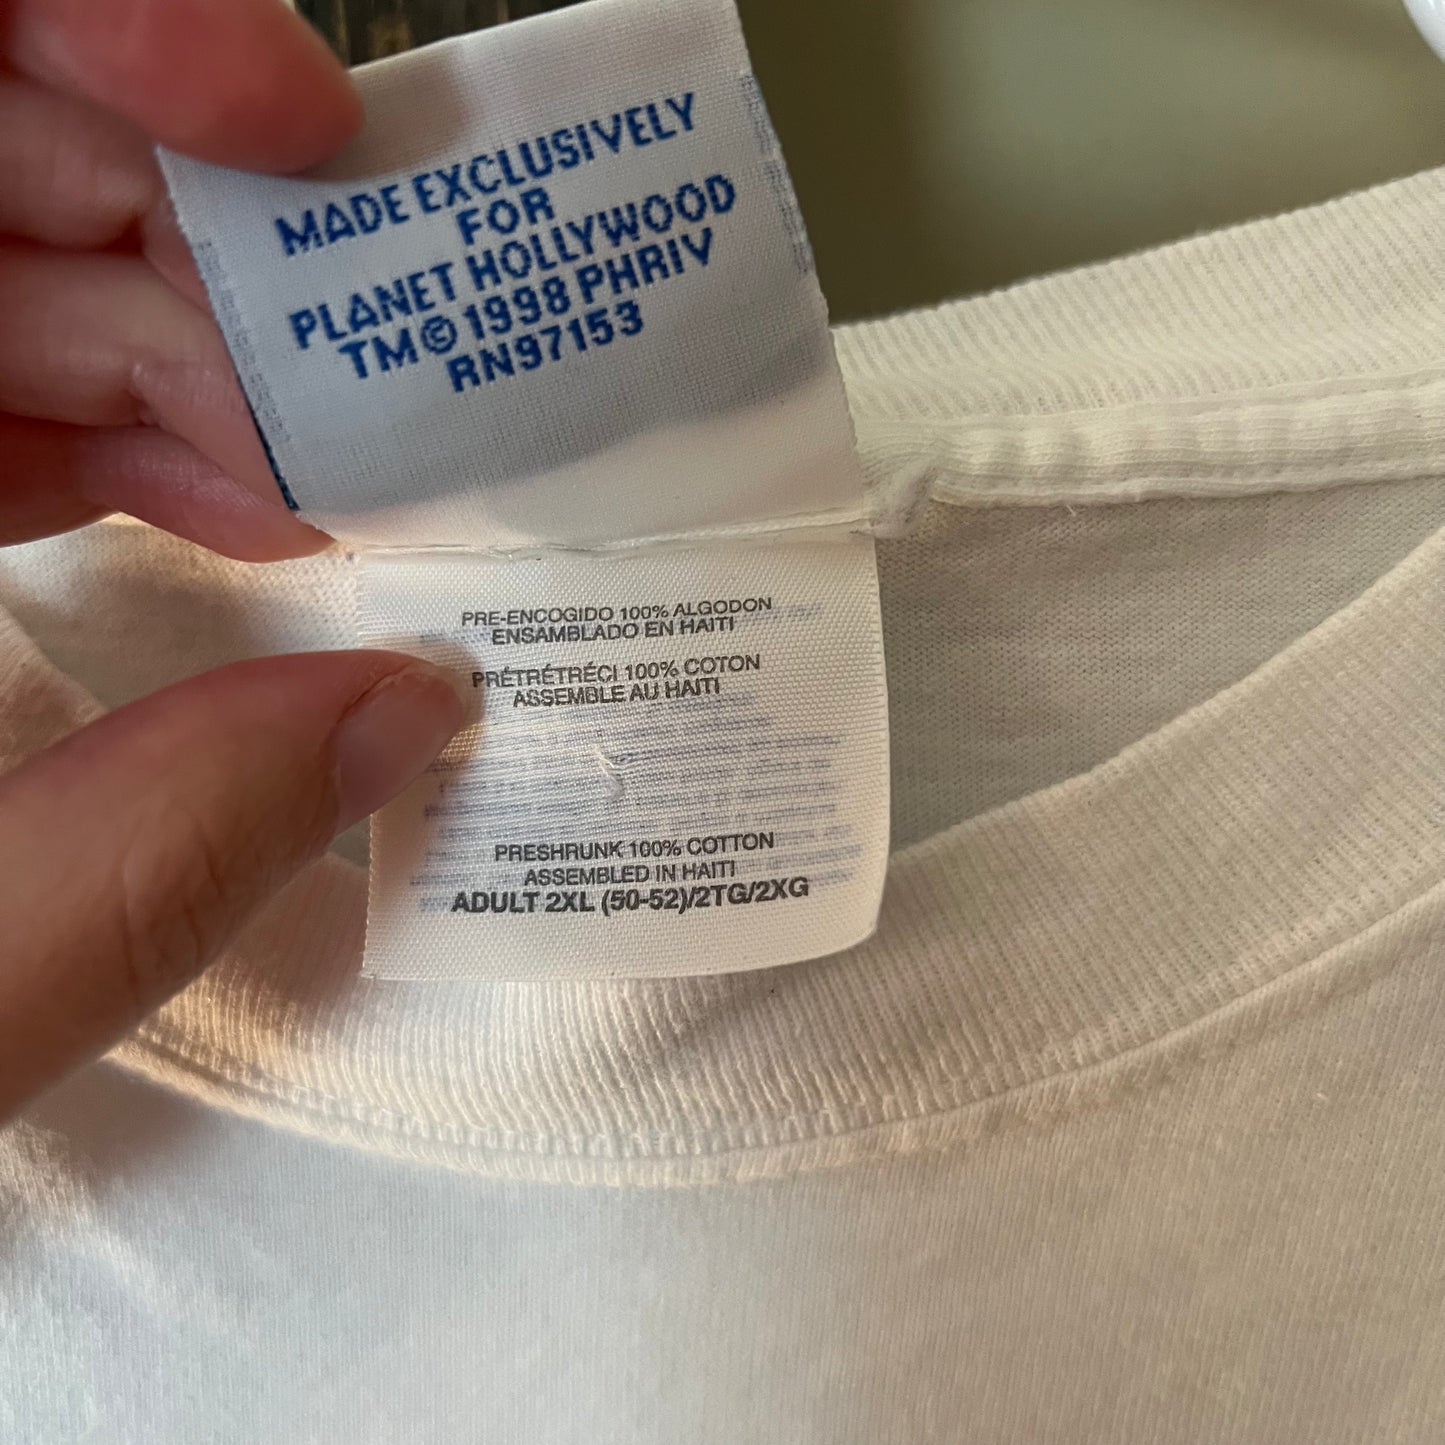 MADE EXCLUSIVELY
FOR
PLANET HOLLYWOOD
TM © 1998 PHRIV
RN97153
PRE-ENCOGIDO 100% ALGODON
ENSAMBLADO EN HAITI
PRÉTRÉTRÉCI 100% COTON
ASSEMBLE AU HAITI
PRESHRUNK 100% COTTON
ASSEMBLED IN HAITI
ADULT 2XL (50-52)/2TG/2XG